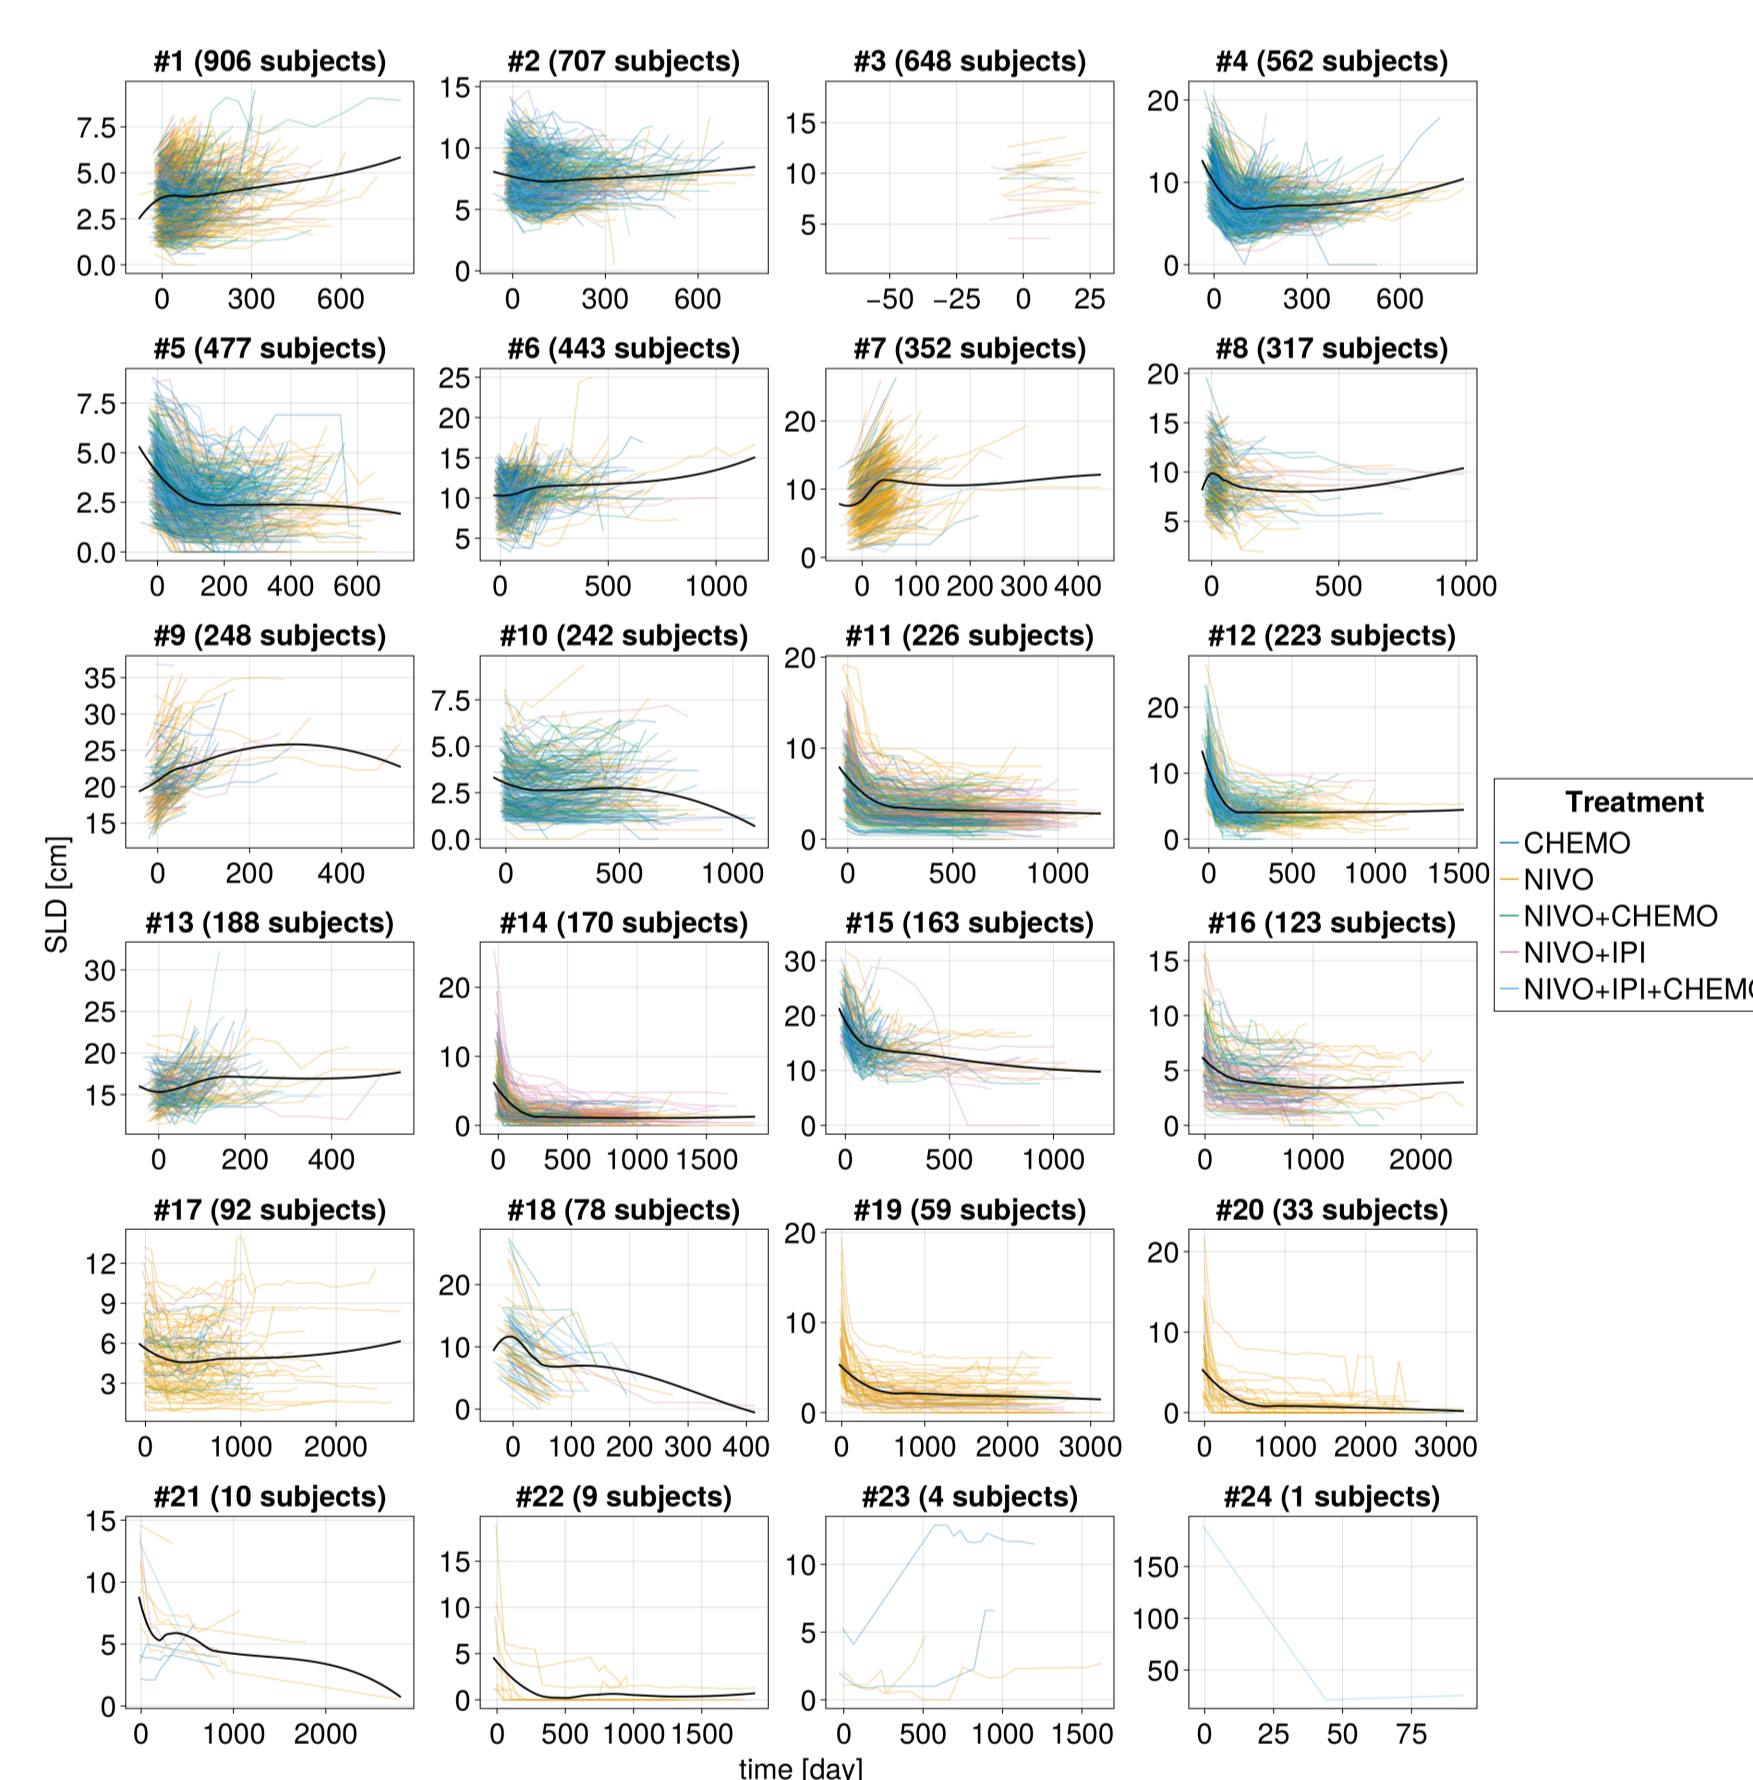 #1 (906 subjects) #2 (707 subjects) #3 (648 subjects) #4 (562 subjects)
7.5 5.0 2.5 0.0 15 10 5 0 15 10 5 20 10 0
0 300 600 0 300 600 −50 −25 0 25 0 300 600
#5 (477 subjects) #6 (443 subjects) #7 (352 subjects) #8 (317 subjects)
7.5 5.0 2.5 0.0 25 20 15 10 5 20 10 0 20 15 10 5
0 200 400 600 0 500 1000 0 100 200 300 400 0 500 1000
#9 (248 subjects) #10 (242 subjects) #11 (226 subjects) #12 (223 subjects)
35 30 25 20 15 7.5 5.0 2.5 0.0 20 10 0 20 10 0
0 200 400 0 500 1000 0 500 1000 0 500 1000 1500
#13 (188 subjects) #14 (170 subjects) #15 (163 subjects) #16 (123 subjects)
30 25 20 15 20 10 0 30 20 10 0 15 10 5 0
0 200 400 0 500 1000 1500 0 500 1000 0 1000 2000
#17 (92 subjects) #18 (78 subjects) #19 (59 subjects) #20 (33 subjects)
12 9 6 3 20 10 0 20 10 0 20 10 0
0 1000 2000 0 100 200 300 400 0 1000 2000 3000 0 1000 2000 3000
#21 (10 subjects) #22 (9 subjects) #23 (4 subjects) #24 (1 subjects)
15 10 5 0 15 10 5 0 10 5 0 150 100 50
0 1000 2000 0 500 1000 1500 0 500 1000 1500 0 25 50 75
SLD [cm]
time [day]
Treatment
CHEMO
NIVO
NIVO+CHEMO
NIVO+IPI
NIVO+IPI+CHEMO